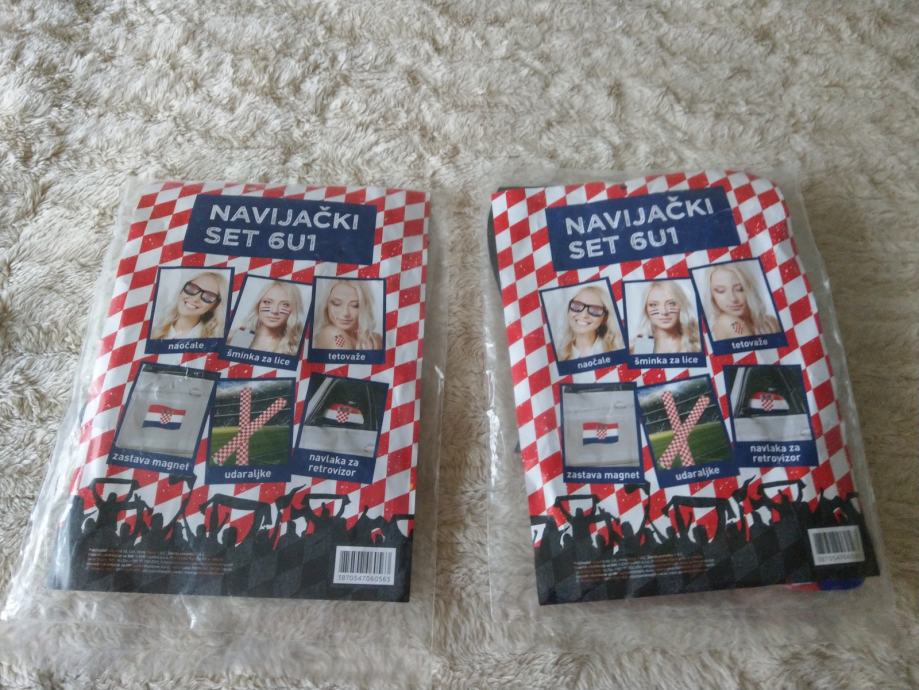 NAVIJAČKI
SET 6U1
naočale
šminka za lice
tetovaže
zastava magnet
udaraljke
navlaka za
retrovizor
3870547060565
NAVIJAČKI
SET 6U1
naočale
šminka za lice
tetovaže
zastava magnet
udaraljke
navlaka za
retrovizor